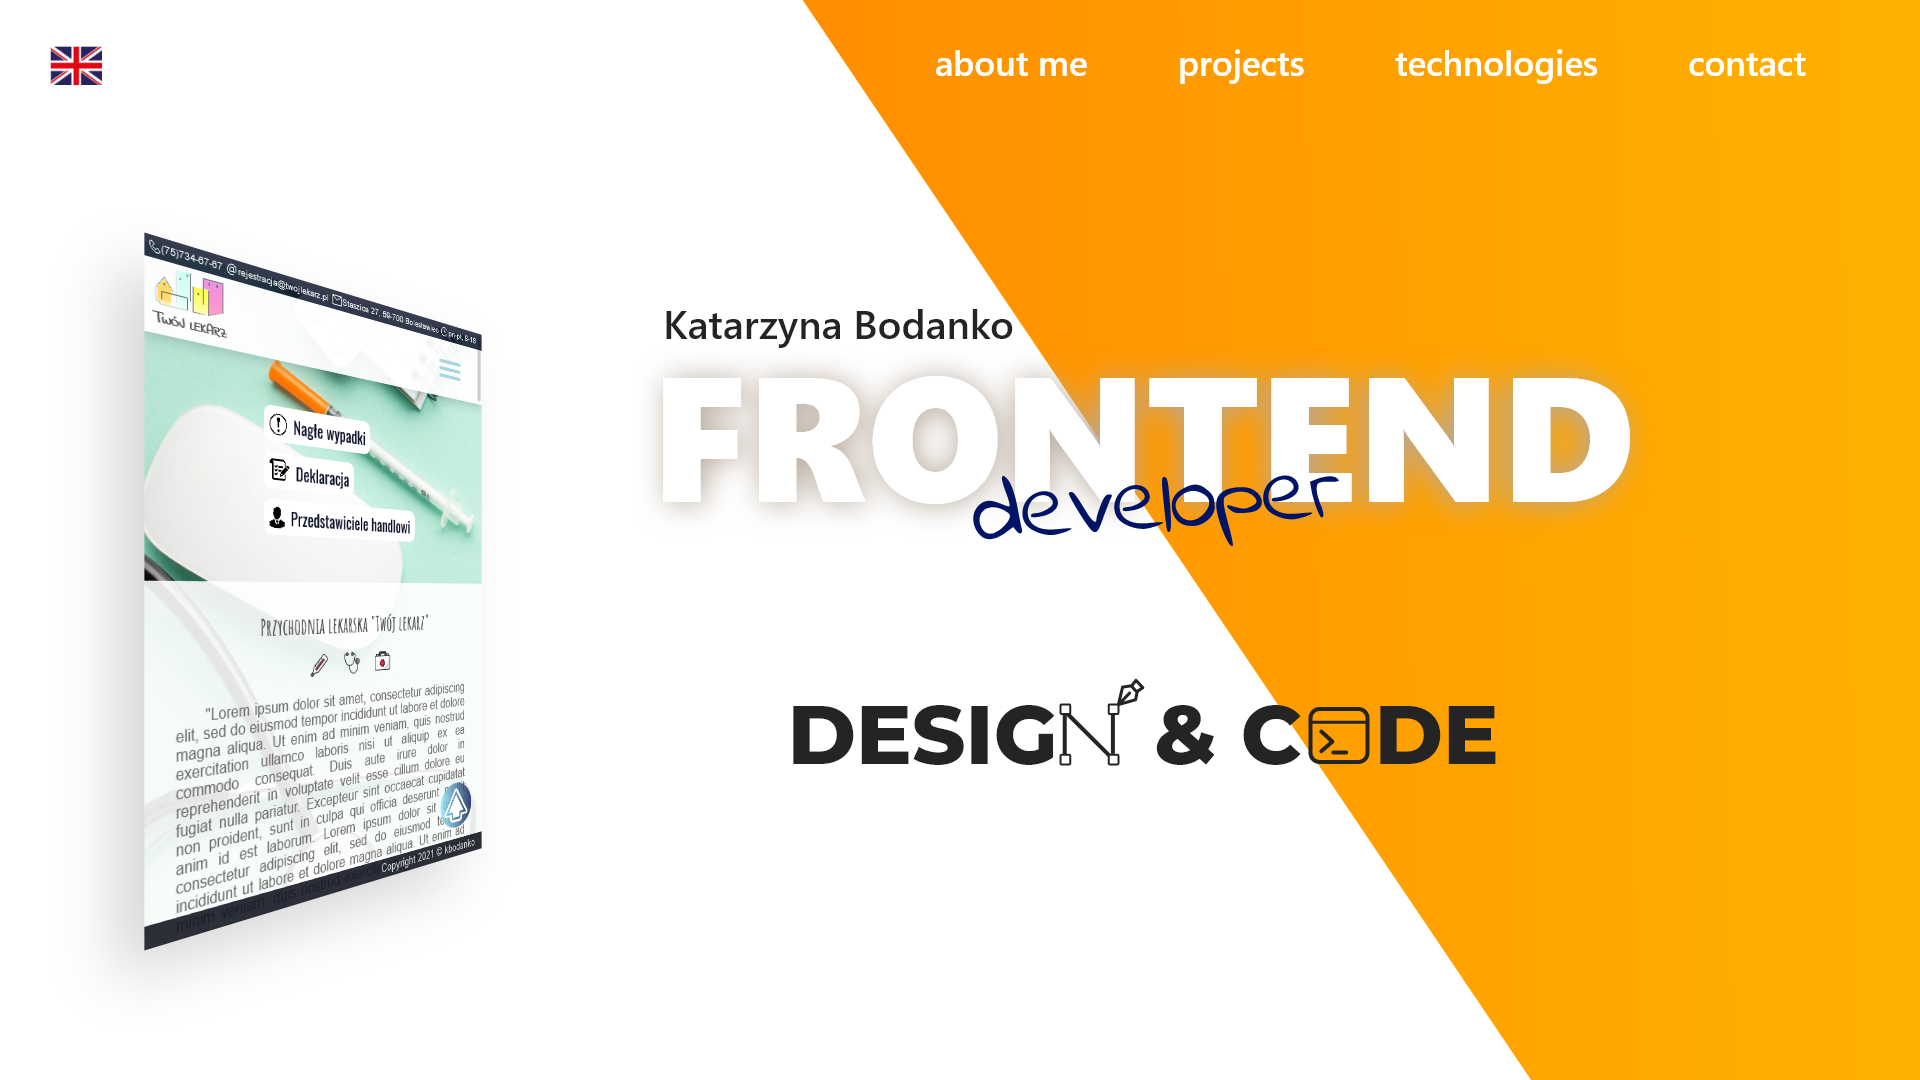 about me projects technologies contact
(75)734-67-67 rejestracja@twojlekarz.pl Staszica 27, 59-700 Bolesławiec pn-pt, 8-18
TWÓJ LEKARZ
Nagłe wypadki
Deklaracja
Przedstawiciele handlowi
PRZYCHODNIA LEKARSKA "TWÓJ LEKARZ"
"Lorem ipsum dolor sit amet, consectetur adipiscing
elit, sed do eiusmod tempor incididunt ut labore et dolore
magna aliqua. Ut enim ad minim veniam, quis nostrud
exercitation ullamco laboris nisi ut aliquip ex ea
commodo consequat. Duis aute irure dolor in
reprehenderit in voluptate velit esse cillum dolore eu
fugiat nulla pariatur. Excepteur sint occaecat cupidatat
non proident, sunt in culpa qui officia deserunt
anim id est laborum. Lorem ipsum dolor sit
consectetur adipiscing elit, sed do eiusmod
incididunt ut labore et dolore magna aliqua. Ut enim ad
minim veniam, quis nostrud
Copyright 2021 © kbodanko
Katarzyna Bodanko
FRONTEND
developer
DESIGN & CODE